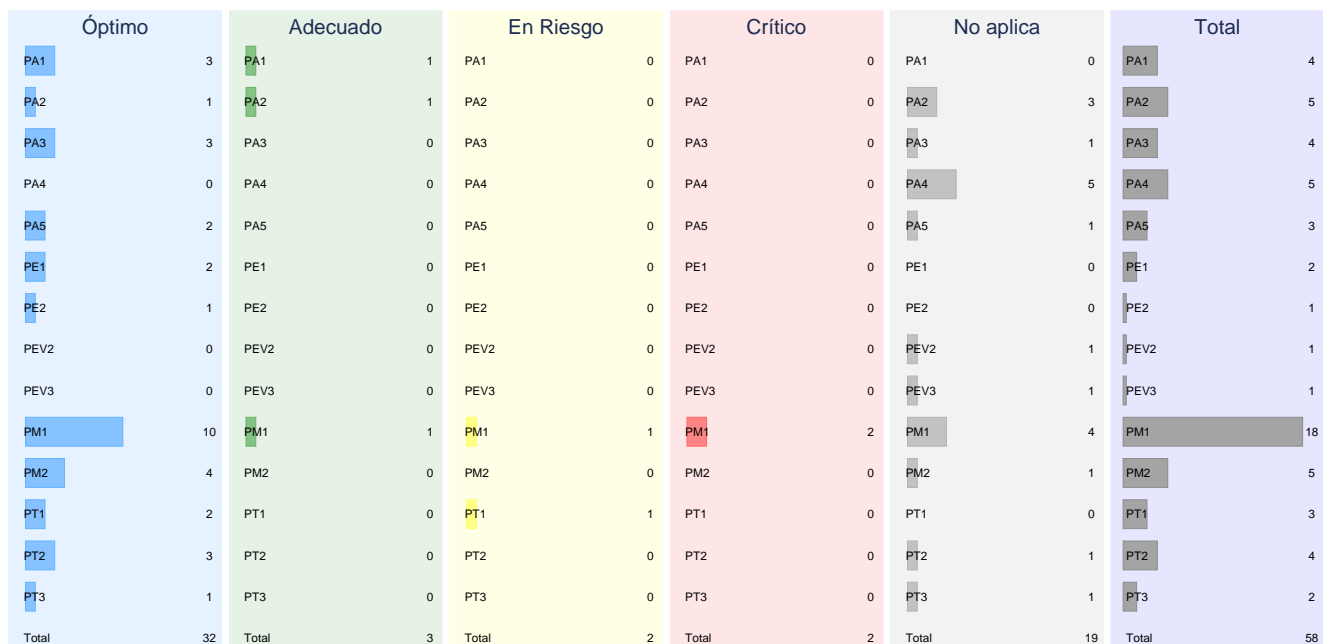 Óptimo Adecuado En Riesgo Crítico No aplica Total
PA1 3 PA1 1 PA1 0 PA1 0 PA1 0 PA1 4
PA2 1 PA2 1 PA2 0 PA2 0 PA2 3 PA2 5
PA3 3 PA3 0 PA3 0 PA3 0 PA3 1 PA3 4
PA4 0 PA4 0 PA4 0 PA4 0 PA4 5 PA4 5
PA5 2 PA5 0 PA5 0 PA5 0 PA5 1 PA5 3
PE1 2 PE1 0 PE1 0 PE1 0 PE1 0 PE1 2
PE2 1 PE2 0 PE2 0 PE2 0 PE2 0 PE2 1
PEV2 0 PEV2 0 PEV2 0 PEV2 0 PEV2 1 PEV2 1
PEV3 0 PEV3 0 PEV3 0 PEV3 0 PEV3 1 PEV3 1
PM1 10 PM1 1 PM1 1 PM1 2 PM1 4 PM1 18
PM2 4 PM2 0 PM2 0 PM2 0 PM2 1 PM2 5
PT1 2 PT1 0 PT1 1 PT1 0 PT1 0 PT1 3
PT2 3 PT2 0 PT2 0 PT2 0 PT2 1 PT2 4
PT3 1 PT3 0 PT3 0 PT3 0 PT3 1 PT3 2
Total 32 Total 3 Total 2 Total 2 Total 19 Total 58